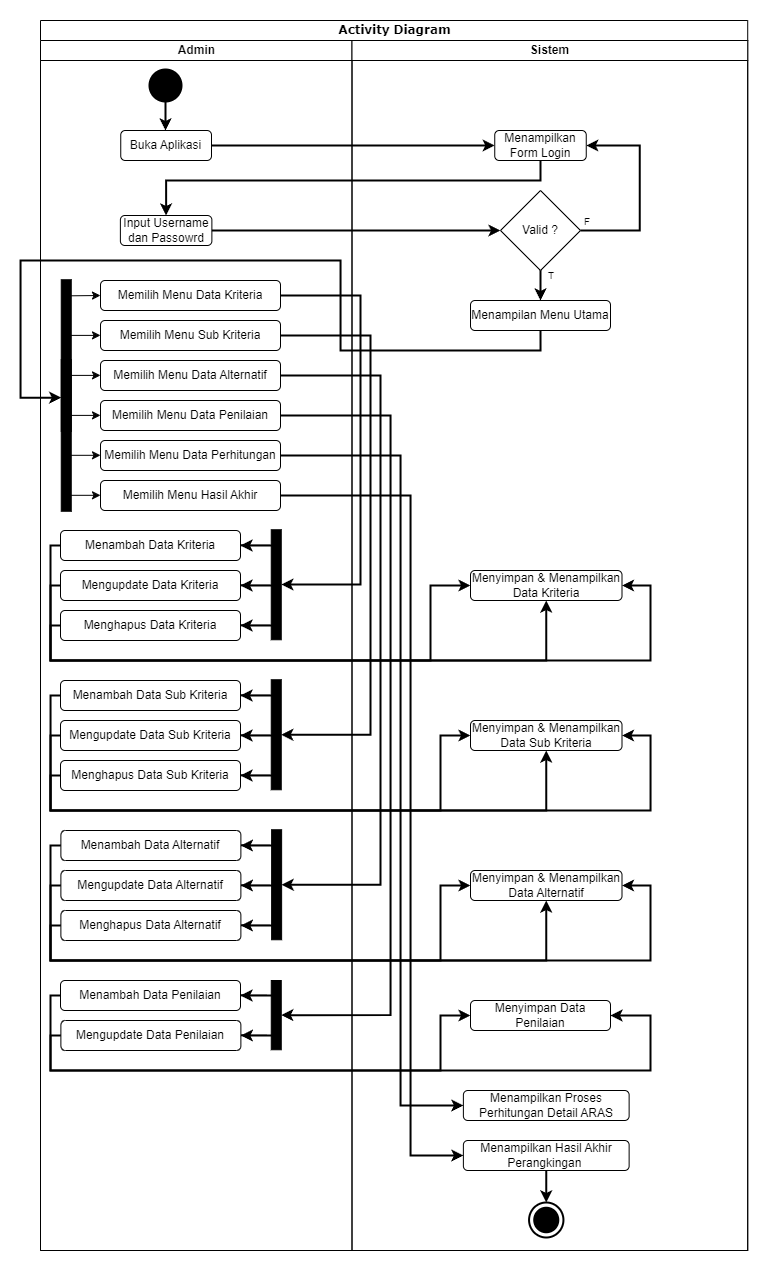 Activity Diagram
Admin
Sistem
Buka Aplikasi
Menampilkan
Form Login
Input Username
dan Passowrd
Valid ?
F
T
Menampilan Menu Utama
Memilih Menu Data Kriteria
Memilih Menu Sub Kriteria
Memilih Menu Data Alternatif
Memilih Menu Data Penilaian
Memilih Menu Data Perhitungan
Memilih Menu Hasil Akhir
Menambah Data Kriteria
Mengupdate Data Kriteria
Menghapus Data Kriteria
Menyimpan & Menampilkan
Data Kriteria
Menambah Data Sub Kriteria
Mengupdate Data Sub Kriteria
Menghapus Data Sub Kriteria
Menyimpan & Menampilkan
Data Sub Kriteria
Menambah Data Alternatif
Mengupdate Data Alternatif
Menghapus Data Alternatif
Menyimpan & Menampilkan
Data Alternatif
Menambah Data Penilaian
Mengupdate Data Penilaian
Menyimpan Data
Penilaian
Menampilkan Proses
Perhitungan Detail ARAS
Menampilkan Hasil Akhir
Perangkingan